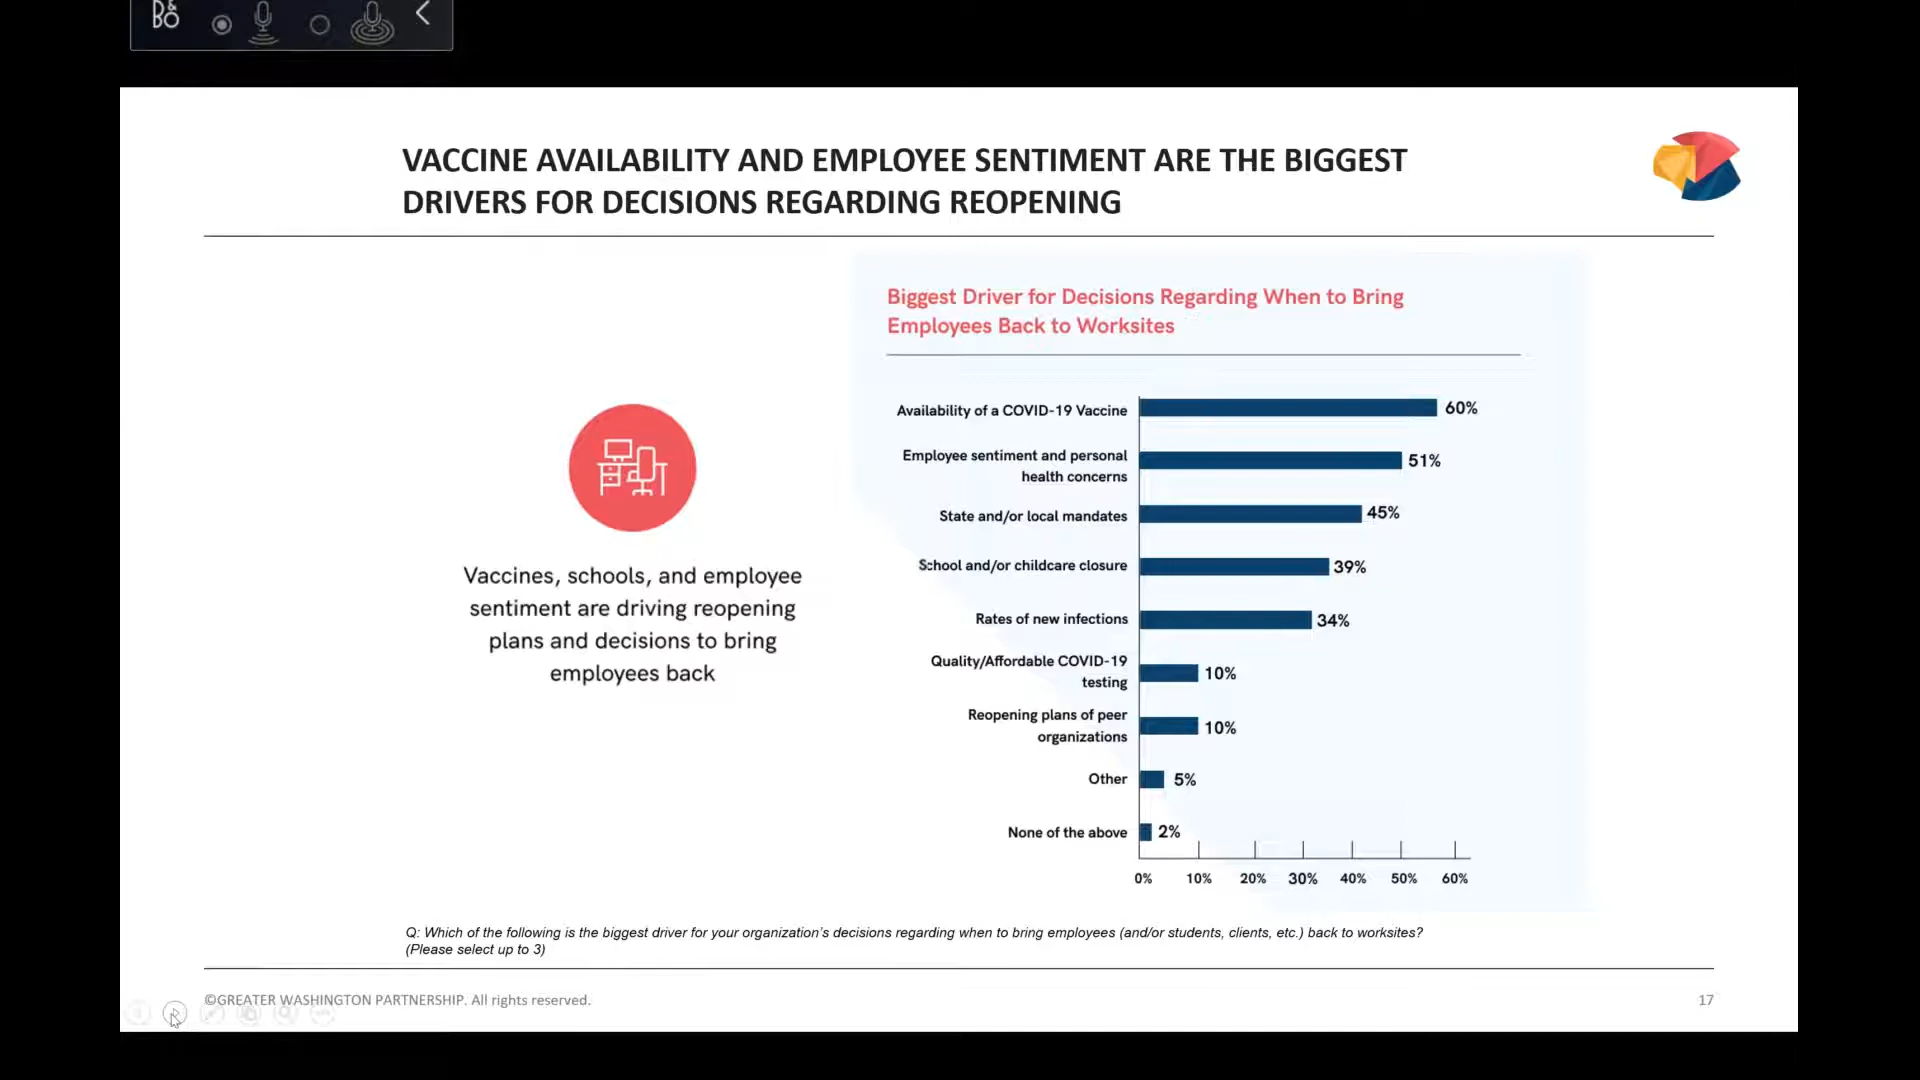 B&O
VACCINE AVAILABILITY AND EMPLOYEE SENTIMENT ARE THE BIGGEST
DRIVERS FOR DECISIONS REGARDING REOPENING
Biggest Driver for Decisions Regarding When to Bring
Employees Back to Worksites
Availability of a COVID-19 Vaccine 60%
Employee sentiment and personal
health concerns 51%
State and/or local mandates 45%
School and/or childcare closure 39%
Rates of new infections 34%
Quality/Affordable COVID-19
testing 10%
Reopening plans of peer
organizations 10%
Other 5%
None of the above 2%
0% 10% 20% 30% 40% 50% 60%
Vaccines, schools, and employee
sentiment are driving reopening
plans and decisions to bring
employees back
Q: Which of the following is the biggest driver for your organization's decisions regarding when to bring employees (and/or students, clients, etc.) back to worksites?
(Please select up to 3)
©GREATER WASHINGTON PARTNERSHIP. All rights reserved. 17